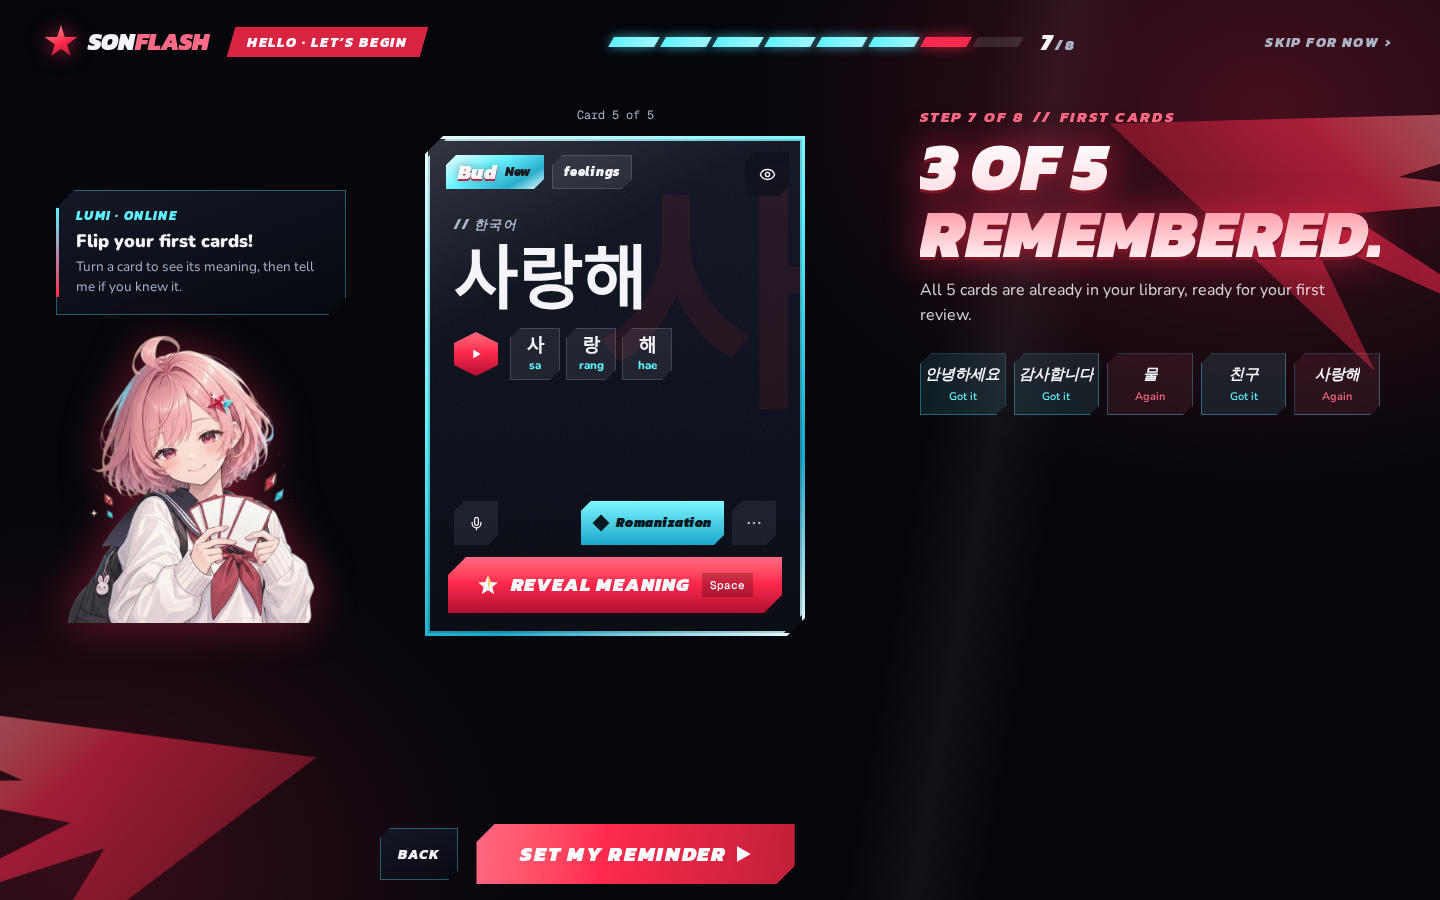 SONFLASH
HELLO · LET'S BEGIN
7/8
SKIP FOR NOW >
Card 5 of 5
Bud New
feelings
// 한국어
사랑해
사
사 랑 해
sa rang hae
Romanization
REVEAL MEANING Space
LUMI · ONLINE
Flip your first cards!
Turn a card to see its meaning, then tell
me if you knew it.
STEP 7 OF 8 // FIRST CARDS
3 OF 5
REMEMBERED.
All 5 cards are already in your library, ready for your first
review.
안녕하세요 감사합니다 물 친구 사랑해
Got it Got it Again Got it Again
BACK
SET MY REMINDER